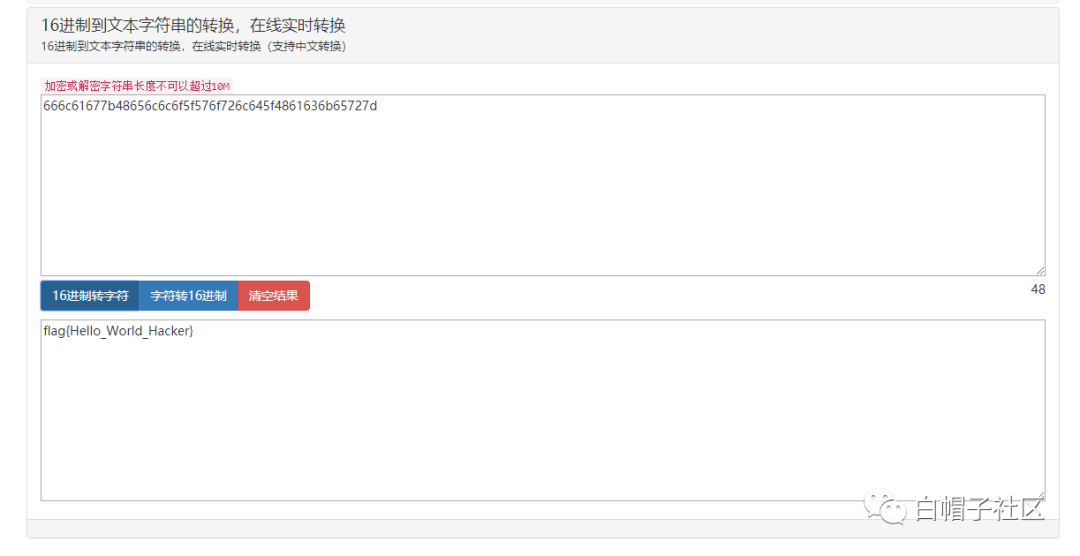 16进制到文本字符串的转换，在线实时转换
16进制到文本字符串的转换，在线实时转换（支持中文转换）
加密或解密字符串长度不可以超过10M
666c61677b48656c6c6f5f576f726c645f4861636b65727d
16进制转字符 字符转16进制 清空结果
48
flag{Hello_World_Hacker}
白帽子社区